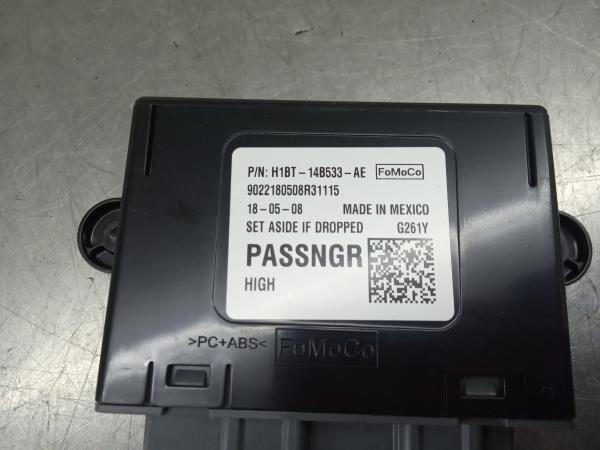 P/N: H1BT-14B533-AE FoMoCo
9022180508R31115
18-05-08 MADE IN MEXICO
SET ASIDE IF DROPPED G261Y
PASSNGR
HIGH
>PC+ABS< FoMoCo